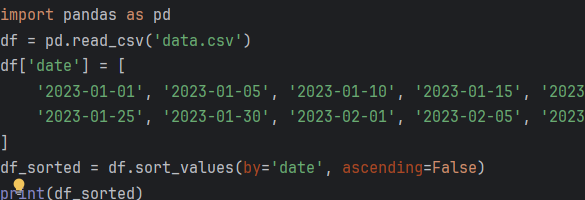 import pandas as pd
df = pd.read_csv('data.csv')
df['date'] = [
    '2023-01-01', '2023-01-05', '2023-01-10', '2023-01-15', '2023
    '2023-01-25', '2023-01-30', '2023-02-01', '2023-02-05', '2023
]
df_sorted = df.sort_values(by='date', ascending=False)
print(df_sorted)